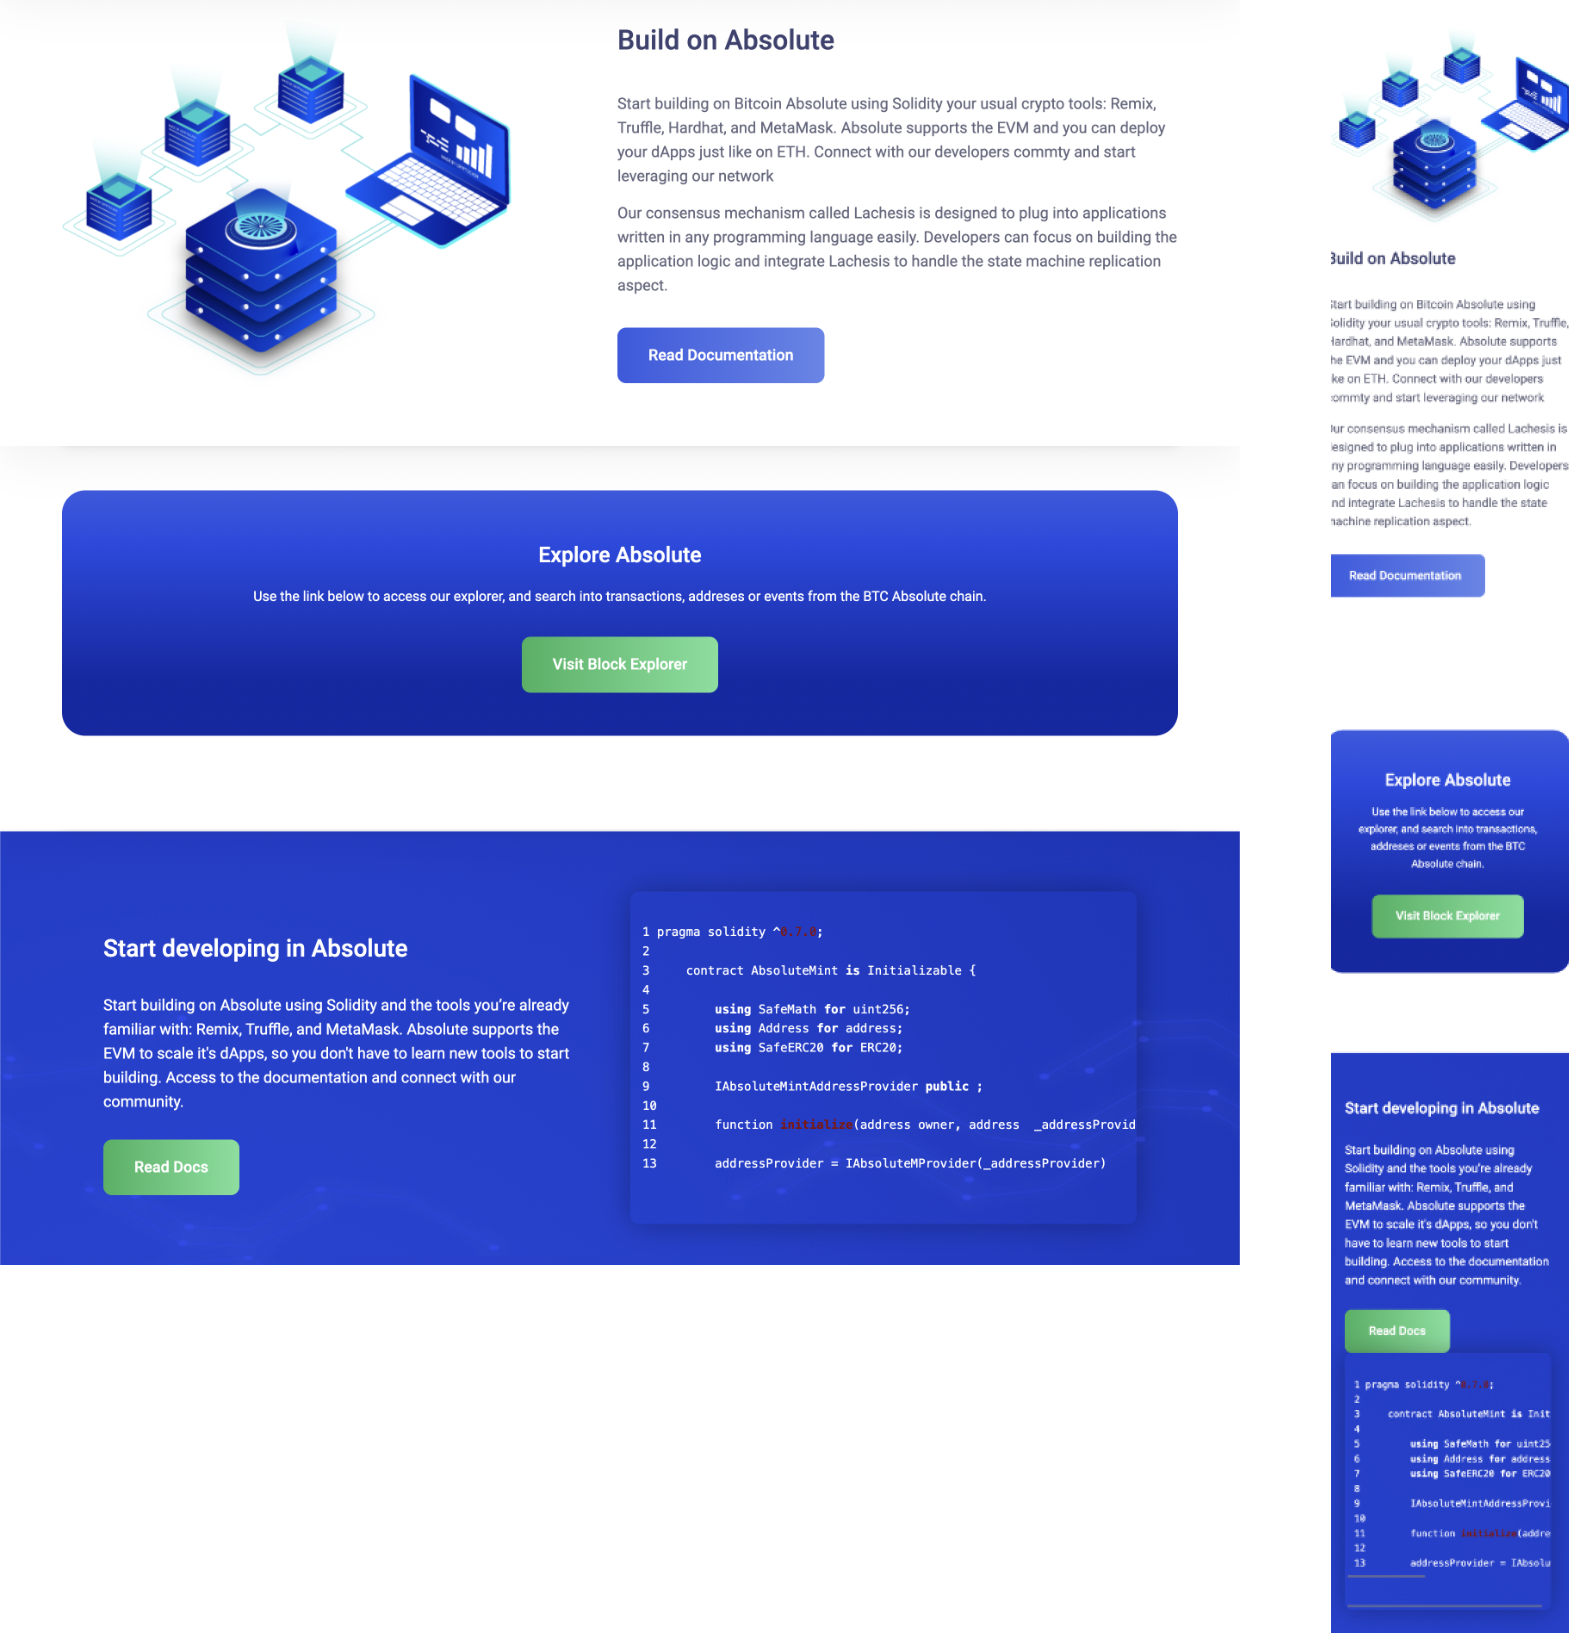 Build on Absolute
Start building on Bitcoin Absolute using Solidity your usual crypto tools: Remix,
Truffle, Hardhat, and MetaMask. Absolute supports the EVM and you can deploy
your dApps just like on ETH. Connect with our developers commty and start
leveraging our network
Our consensus mechanism called Lachesis is designed to plug into applications
written in any programming language easily. Developers can focus on building the
application logic and integrate Lachesis to handle the state machine replication
aspect.
Read Documentation
Explore Absolute
Use the link below to access our explorer, and search into transactions, addreses or events from the BTC Absolute chain.
Visit Block Explorer
Start developing in Absolute
Start building on Absolute using Solidity and the tools you’re already
familiar with: Remix, Truffle, and MetaMask. Absolute supports the
EVM to scale it's dApps, so you don't have to learn new tools to start
building. Access to the documentation and connect with our
community.
Read Docs
1 pragma solidity ^0.7.0;
2
3 contract AbsoluteMint is Initializable {
4
5 using SafeMath for uint256;
6 using Address for address;
7 using SafeERC20 for ERC20;
8
9 IAbsoluteMintAddressProvider public ;
10
11 function initialize(address owner, address _addressProvid
12
13 addressProvider = IAbsoluteMProvider(_addressProvider)
Build on Absolute
Start building on Bitcoin Absolute using
Solidity your usual crypto tools: Remix, Truffle,
Hardhat, and MetaMask. Absolute supports
he EVM and you can deploy your dApps just
ke on ETH. Connect with our developers
commty and start leveraging our network
Our consensus mechanism called Lachesis is
designed to plug into applications written in
ny programming language easily. Developers
an focus on building the application logic
nd integrate Lachesis to handle the state
machine replication aspect.
Read Documentation
Explore Absolute
Use the link below to access our
explorer, and search into transactions,
addreses or events from the BTC
Absolute chain.
Visit Block Explorer
Start developing in Absolute
Start building on Absolute using
Solidity and the tools you’re already
familiar with: Remix, Truffle, and
MetaMask. Absolute supports the
EVM to scale it's dApps, so you don't
have to learn new tools to start
building. Access to the documentation
and connect with our community.
Read Docs
1 pragma solidity ^0.7.0;
2
3 contract AbsoluteMint is Init
4
5 using SafeMath for uint25
6 using Address for address
7 using SafeERC20 for ERC20
8
9 IAbsoluteMintAddressProvi
10
11 function initialize(addre
12
13 addressProvider = IAbsolu